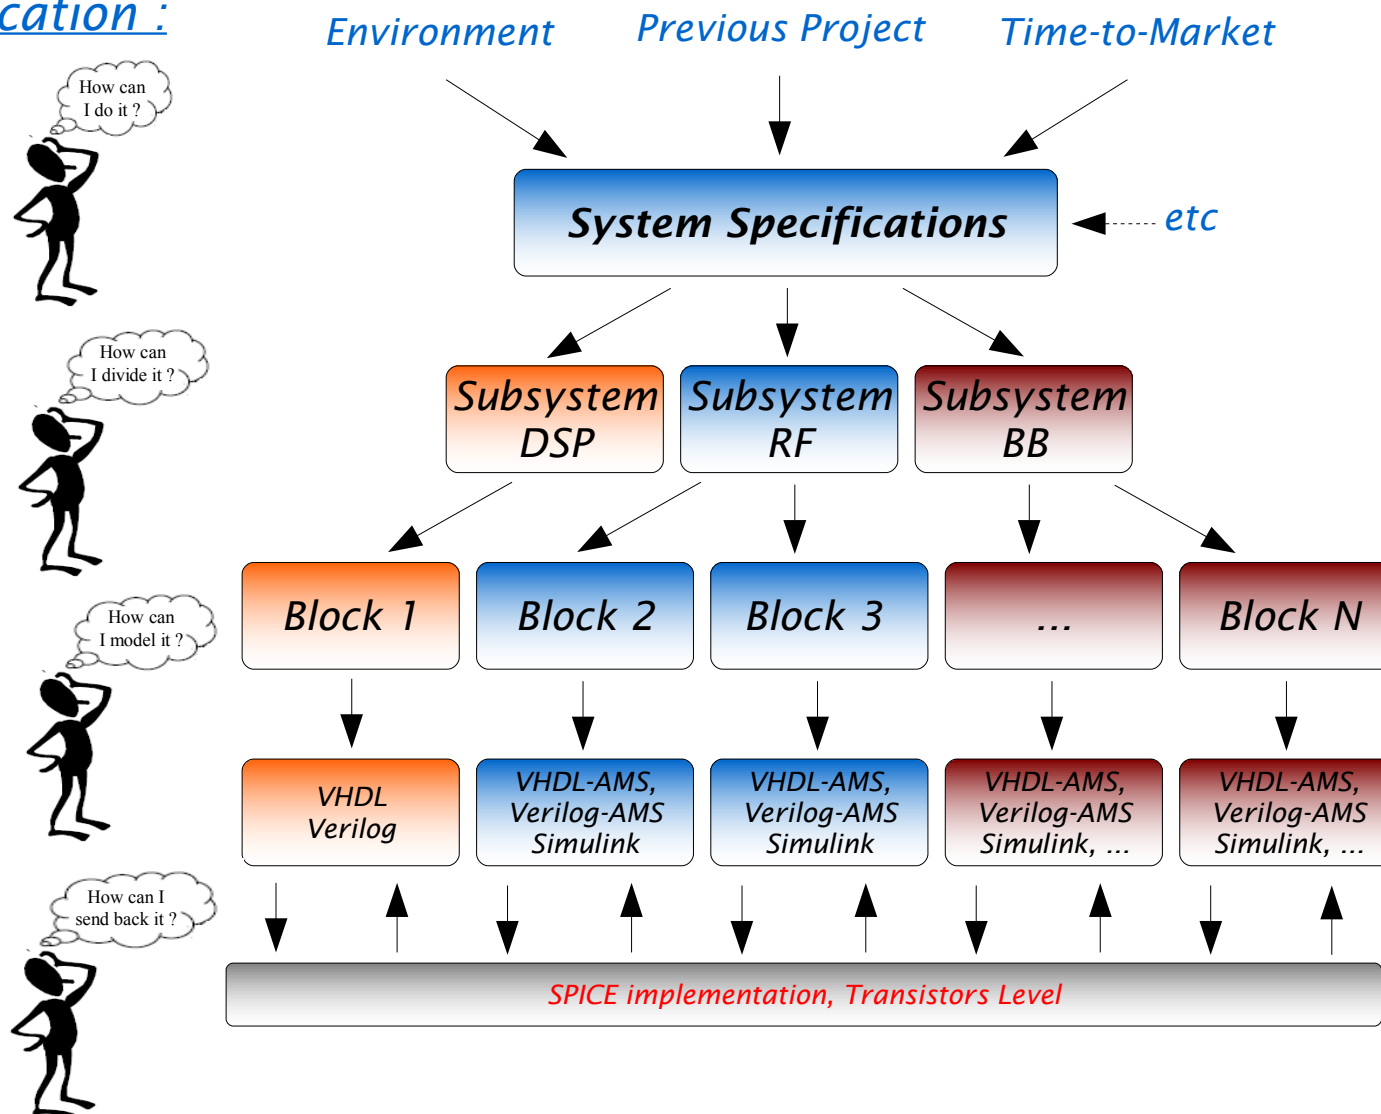 cation :
Environment
Previous Project
Time-to-Market
How can
I do it ?
System Specifications
etc
How can
I divide it ?
Subsystem
DSP
Subsystem
RF
Subsystem
BB
How can
I model it ?
Block 1
Block 2
Block 3
...
Block N
VHDL
Verilog
VHDL-AMS,
Verilog-AMS
Simulink
VHDL-AMS,
Verilog-AMS
Simulink
VHDL-AMS,
Verilog-AMS
Simulink, ...
VHDL-AMS,
Verilog-AMS
Simulink, ...
How can I
send back it ?
SPICE implementation, Transistors Level